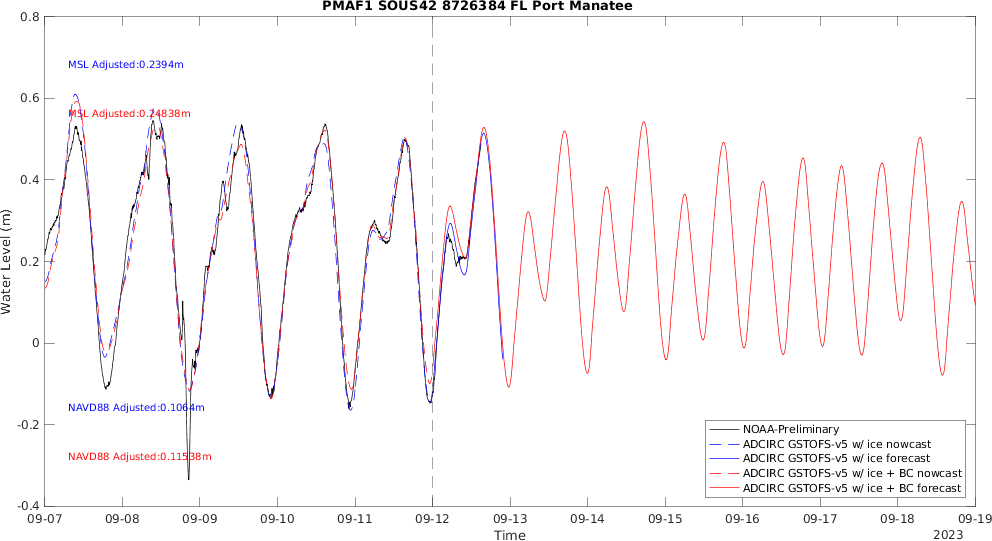 PMAF1 SOUS42 8726384 FL Port Manatee
Water Level (m)
0.8
0.6
0.4
0.2
0
-0.2
-0.4
MSL Adjusted:0.2394m
MSL Adjusted:0.24838m
NAVD88 Adjusted:0.1064m
NAVD88 Adjusted:0.11538m
NOAA-Preliminary
ADCIRC GSTOFS-v5 w/ ice nowcast
ADCIRC GSTOFS-v5 w/ ice forecast
ADCIRC GSTOFS-v5 w/ ice + BC nowcast
ADCIRC GSTOFS-v5 w/ ice + BC forecast
09-07 09-08 09-09 09-10 09-11 09-12 09-13 09-14 09-15 09-16 09-17 09-18 09-19
Time
2023